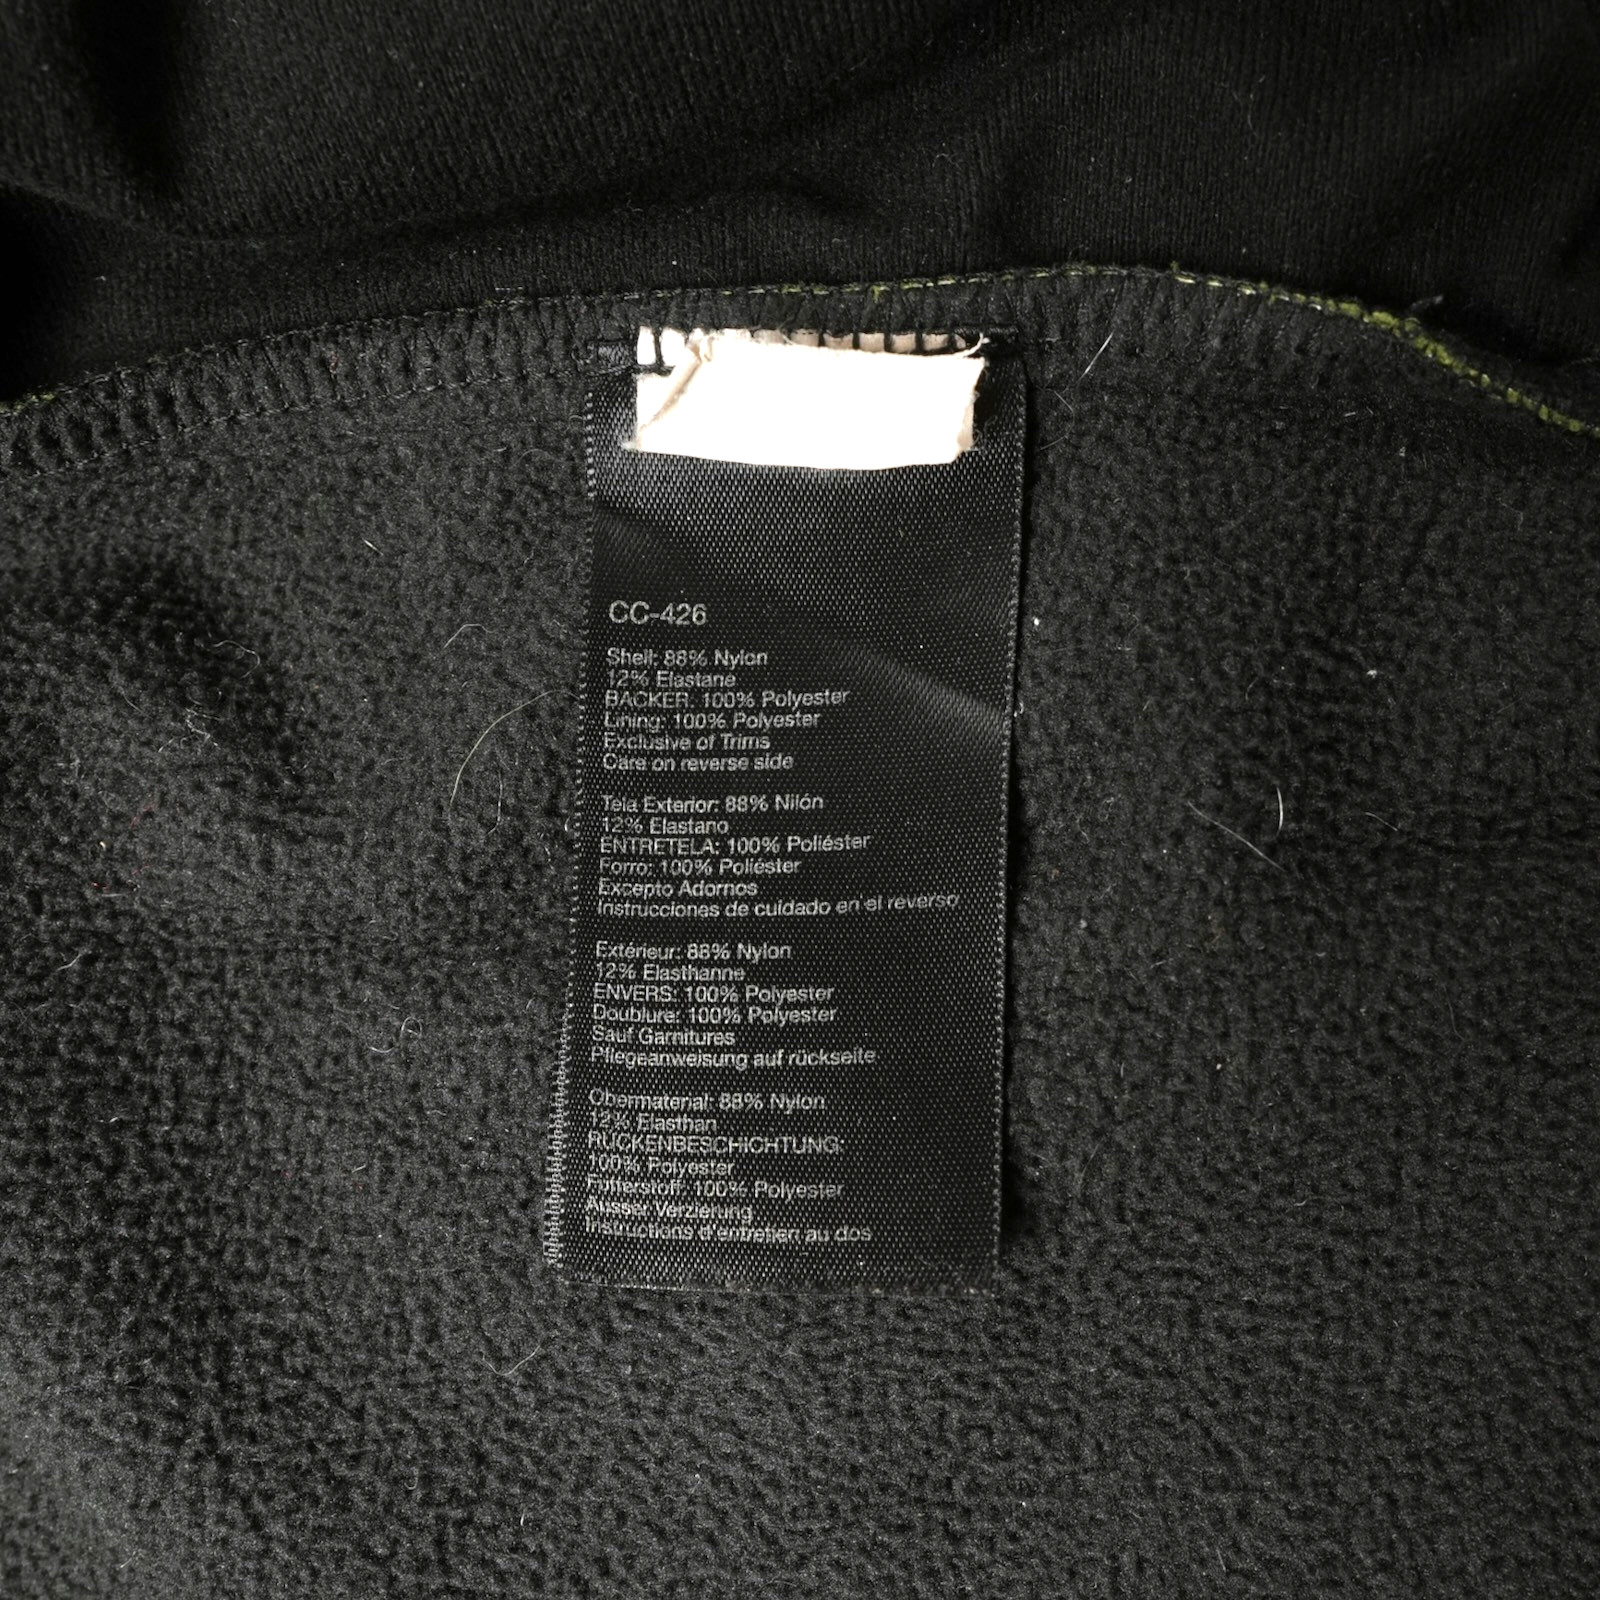 CC-426
Shell: 88% Nylon
12% Elastane
BACKER: 100% Polyester
Lining: 100% Polyester
Exclusive of Trims
Care on reverse side
Tela Exterior: 88% Nilón
12% Elastano
ENTRETELA: 100% Poliéster
Forro: 100% Poliéster
Excepto Adornos
Instrucciones de cuidado en el reverso
Extérieur: 88% Nylon
12% Elasthanne
ENVERS: 100% Polyester
Doublure: 100% Polyester
Sauf Garnitures
Pflegeanweisung auf rückseite
Obermaterial: 88% Nylon
12% Elasthan
RÜCKENBESCHICHTUNG:
100% Polyester
Futterstoff: 100% Polyester
Ausser Verzierung
Instuctions d'entretien au dos